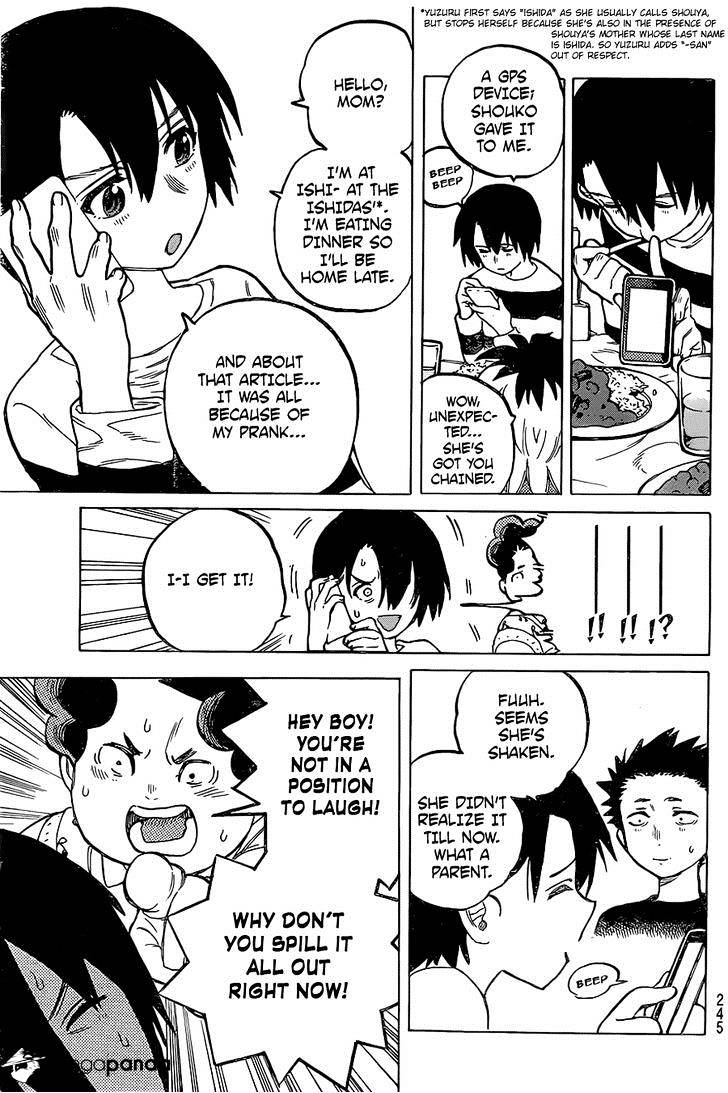 *YUZURU FIRST SAYS "ISHIDA" AS SHE USUALLY CALLS SHOUYA,
BUT STOPS HERSELF BECAUSE SHE'S ALSO IN THE PRESENCE OF
SHOUYA'S MOTHER WHOSE LAST NAME
IS ISHIDA. SO YUZURU ADDS "-SAN"
OUT OF RESPECT.
A GPS
DEVICE;
SHOUKO
GAVE IT
TO ME.
BEEP
BEEP
WOW,
UNEXPEC-
TED...
SHE'S
GOT YOU
CHAINED.
HELLO,
MOM?
I'M AT
ISHI- AT THE
ISHIDAS'*.
I'M EATING
DINNER SO
I'LL BE
HOME LATE.
AND ABOUT
THAT ARTICLE...
IT WAS ALL
BECAUSE OF
MY PRANK...
!! !! !?
I-I GET IT!
FUUH.
SEEMS
SHE'S
SHAKEN.
SHE DIDN'T
REALIZE IT
TILL NOW.
WHAT A
PARENT.
BEEP
HEY BOY!
YOU'RE
NOT IN A
POSITION
TO LAUGH!
WHY DON'T
YOU SPILL IT
ALL OUT
RIGHT NOW!
245